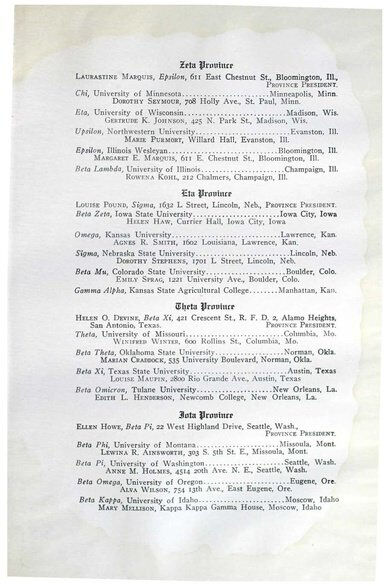 Zeta Province
LAURASTINE MARQUIS, Epsilon, 611 East Chestnut St., Bloomington, Ill.,
PROVINCE PRESIDENT.
Chi, University of Minnesota........................Minneapolis, Minn.
DOROTHY SEYMOUR, 708 Holly Ave., St. Paul, Minn.
Eta, University of Wisconsin............................Madison, Wis.
GERTRUDE K. JOHNSON, 425 N. Park St., Madison, Wis.
Upsilon, Northwestern University........................Evanston, Ill.
MARIE PURMORT, Willard Hall, Evanston, Ill.
Epsilon, Illinois Wesleyan............................Bloomington, Ill.
MARGARET E. MARQUIS, 611 E. Chestnut St., Bloomington, Ill.
Beta Lambda, University of Illinois.....................Champaign, Ill.
ROWENA KOHL, 212 Chalmers, Champaign, Ill.
Eta Province
LOUISE POUND, Sigma, 1632 L Street, Lincoln, Neb., PROVINCE PRESIDENT.
Beta Zeta, Iowa State University......................Iowa City, Iowa
HELEN HAW, Currier Hall, Iowa City, Iowa
Omega, Kansas University............................Lawrence, Kan.
AGNES R. SMITH, 1602 Louisiana, Lawrence, Kan.
Sigma, Nebraska State University........................Lincoln, Neb.
DOROTHY STEPHENS, 1701 L Street, Lincoln, Neb.
Beta Mu, Colorado State University....................Boulder, Colo.
EMILY SPRAG, 1221 University Ave., Boulder, Colo.
Gamma Alpha, Kansas State Agricultural College.......Manhattan, Kan.
Theta Province
HELEN O. DEVINE, Beta Xi, 421 Crescent St., R. F. D. 2, Alamo Heights,
San Antonio, Texas. PROVINCE PRESIDENT.
Theta, University of Missouri.........................Columbia, Mo.
WINIFRED WINTER, 600 Rollins St., Columbia, Mo.
Beta Theta, Oklahoma State University..................Norman, Okla.
MARIAN CRADDOCK, 535 University Boulevard, Norman, Okla.
Beta Xi, Texas State University..........................Austin, Texas
LOUISE MAUPIN, 2800 Rio Grande Ave., Austin, Texas
Beta Omicron, Tulane University....................New Orleans, La.
EDITH L. HENDERSON, Newcomb College, New Orleans, La.
Iota Province
ELLEN HOWE, Beta Pi, 22 West Highland Drive, Seattle, Wash.,
PROVINCE PRESIDENT.
Beta Phi, University of Montana.....................Missoula, Mont.
LEWINA R. AINSWORTH, 303 S. 5th St. E., Missoula, Mont.
Beta Pi, University of Washington......................Seattle, Wash.
ANNE M. HOLMES, 4514 20th Ave. N. E., Seattle, Wash.
Beta Omega, University of Oregon........................Eugene, Ore.
ALVA WILSON, 754 13th Ave., East Eugene, Ore.
Beta Kappa, University of Idaho.......................Moscow, Idaho
MARY MELLISON, Kappa Kappa Gamma House, Moscow, Idaho